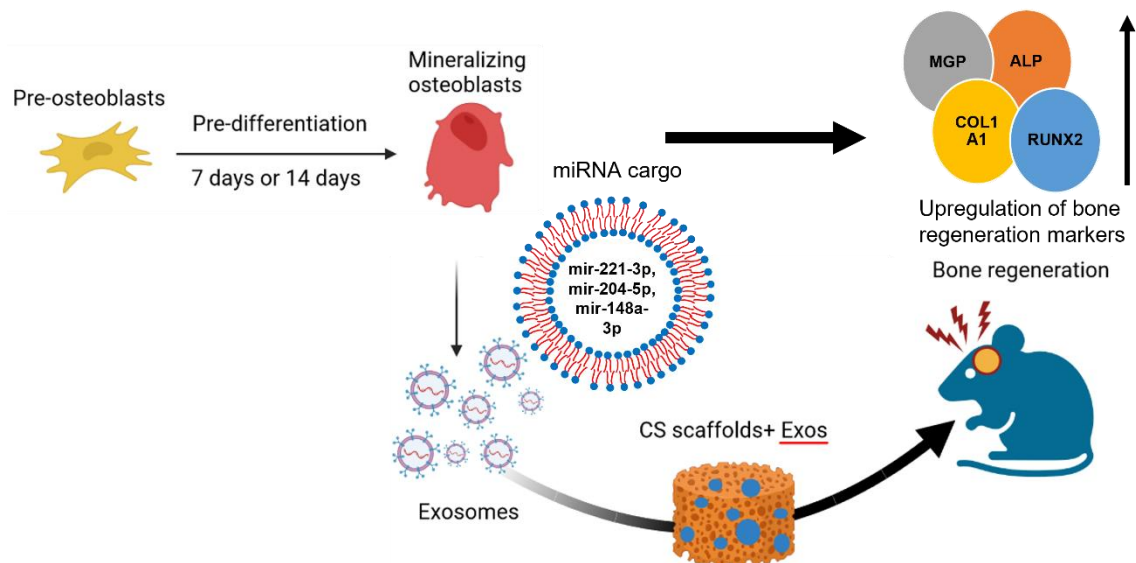 Pre-osteoblasts
Pre-differentiation
7 days or 14 days
Mineralizing
osteoblasts
miRNA cargo
mir-221-3p,
mir-204-5p,
mir-148a-
3p
MGP
ALP
COL1
A1
RUNX2
Upregulation of bone
regeneration markers
Bone regeneration
Exosomes
CS scaffolds+ Exos